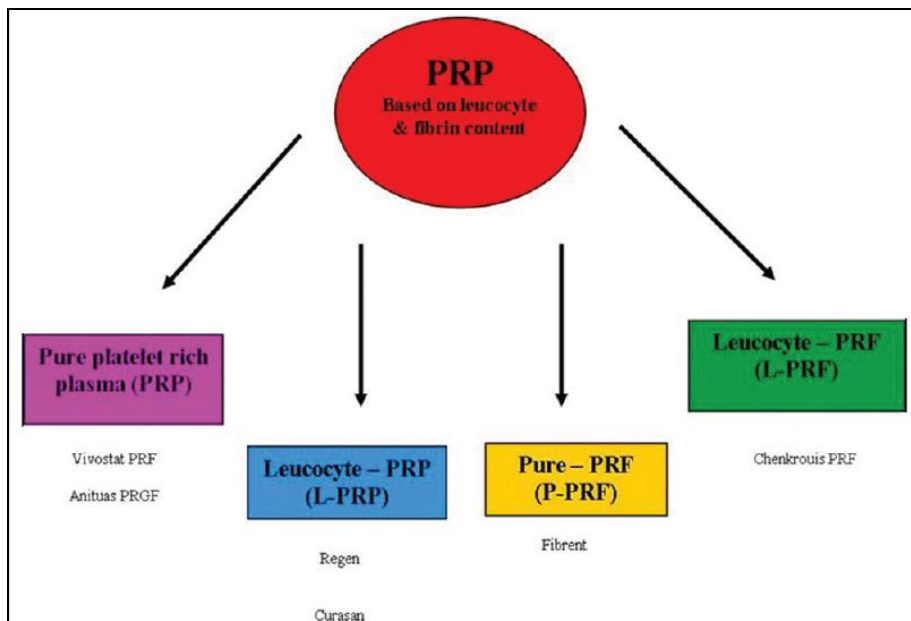 PRP
Based on leucocyte
& fibrin content
Pure platelet rich
plasma (PRP)
Vivostat PRF
Anituas PRGF
Leucocyte – PRP
(L-PRP)
Regen
Curasan
Pure – PRF
(P-PRF)
Fibrent
Leucocyte – PRF
(L-PRF)
Chenkrouis PRF